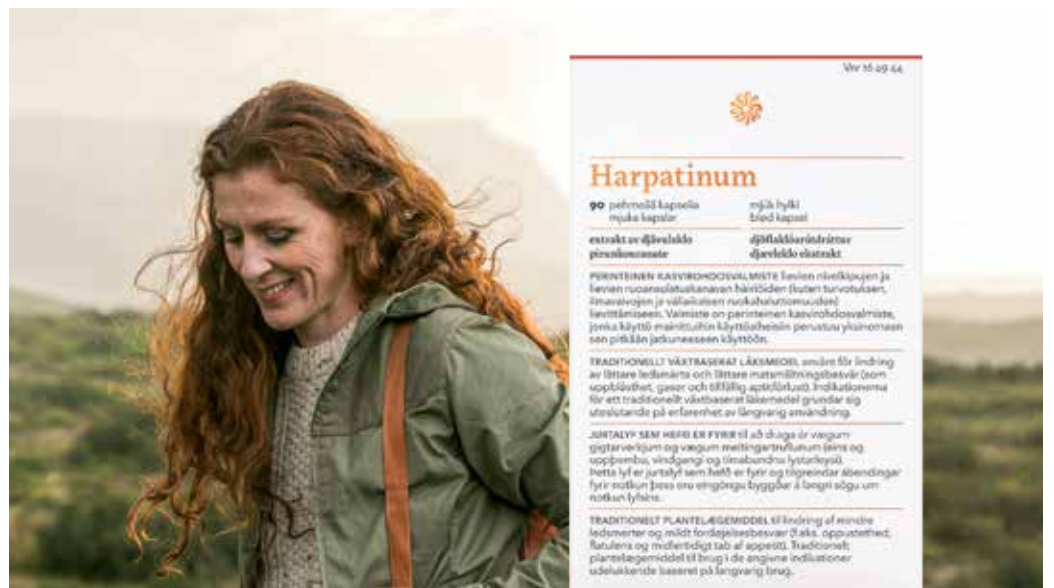 Vnr 16 49 44
Harpatinum
90 pehmeää kapselia
mjuka kapslar
mjúk hylki
blød kapsel
extrakt av djävulsklo
pirunkouranuute
djöflaklóarútdráttur
djævleklo ekstrakt
PERINTEINEN KASVIROHDOSVALMISTE lievien nivelkipujen ja
lievien ruoansulatuskanavan häiriöiden (kuten turvotuksen,
ilmavaivojen ja väliaikaisen ruokahaluttomuuden)
lievittämiseen. Valmiste on perinteinen kasvirohdosvalmiste,
jonka käyttö mainittuihin käyttöaiheisiin perustuu yksinomaan
sen pitkään jatkuneeseen käyttöön.
TRADITIONELLT VÄXTBASERAT LÄKEMEDEL använt för lindring
av lättare ledsmärta och lättare matsmältningsbesvär (som
uppblåsthet, gaser och tillfällig aptitförlust). Indikationerna
för ett traditionellt växtbaserat läkemedel grundar sig
uteslutande på erfarenhet av långvarig användning.
JURTALYF SEM HEFÐ ER FYRIR til að draga úr vægum
gigtarverkjum og vægum meltingartruflunum (eins og
uppþembu, vindgangi og tímabundnu lystarleysi).
Þetta lyf er jurtalyf sem hefð er fyrir og tilgreindar ábendingar
fyrir notkun þess eru eingöngu byggðar á langri sögu um
notkun lyfsins.
TRADITIONELT PLANTELÆGEMIDDEL til lindring af mindre
ledsmerter og mildt fordøjelsesbesvær (f.eks. oppustethed,
flatulens og midlertidigt tab af appetit). Traditionelt
plantelægemiddel til brug i de angivne indikationer
udelukkende baseret på langvarig brug.